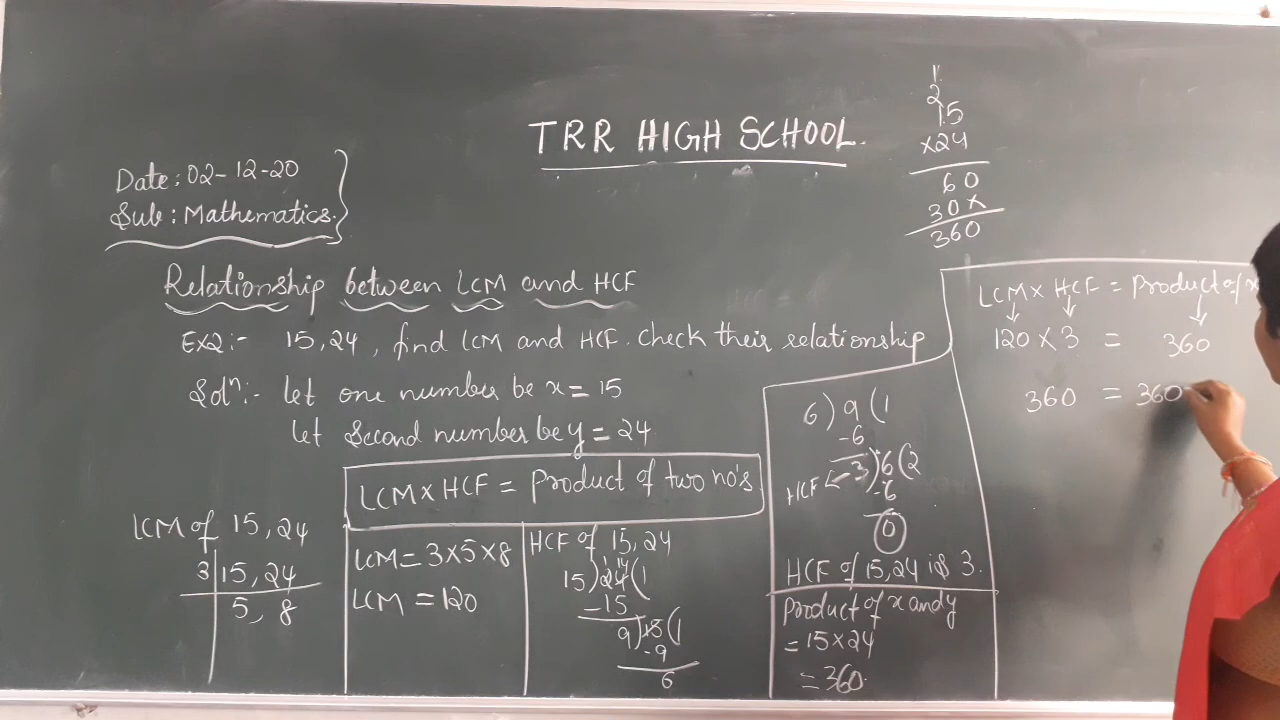 TRR HIGH SCHOOL.
Date: 02-12-20
Sub: Mathematics.
1
2
15
×24
60
30×
360
Relationship between LCM and HCF
Ex2:- 15,24, find LCM and HCF. Check their relationship
Solⁿ:- let one number be x = 15
let second number be y = 24
LCM × HCF = Product of two no's.
LCM of 15, 24
3 | 15, 24
5, 8
LCM = 3×5×8
LCM = 120
HCF of 15, 24
15) 24 (1
-15
9) 15 (1
-9
6
6) 9 (1
-6
HCF ← 3) 6 (2
-6
0
HCF of 15,24 is 3.
Product of x and y
= 15×24
= 360.
LCM × HCF = Product of x
120 × 3 = 360
360 = 360